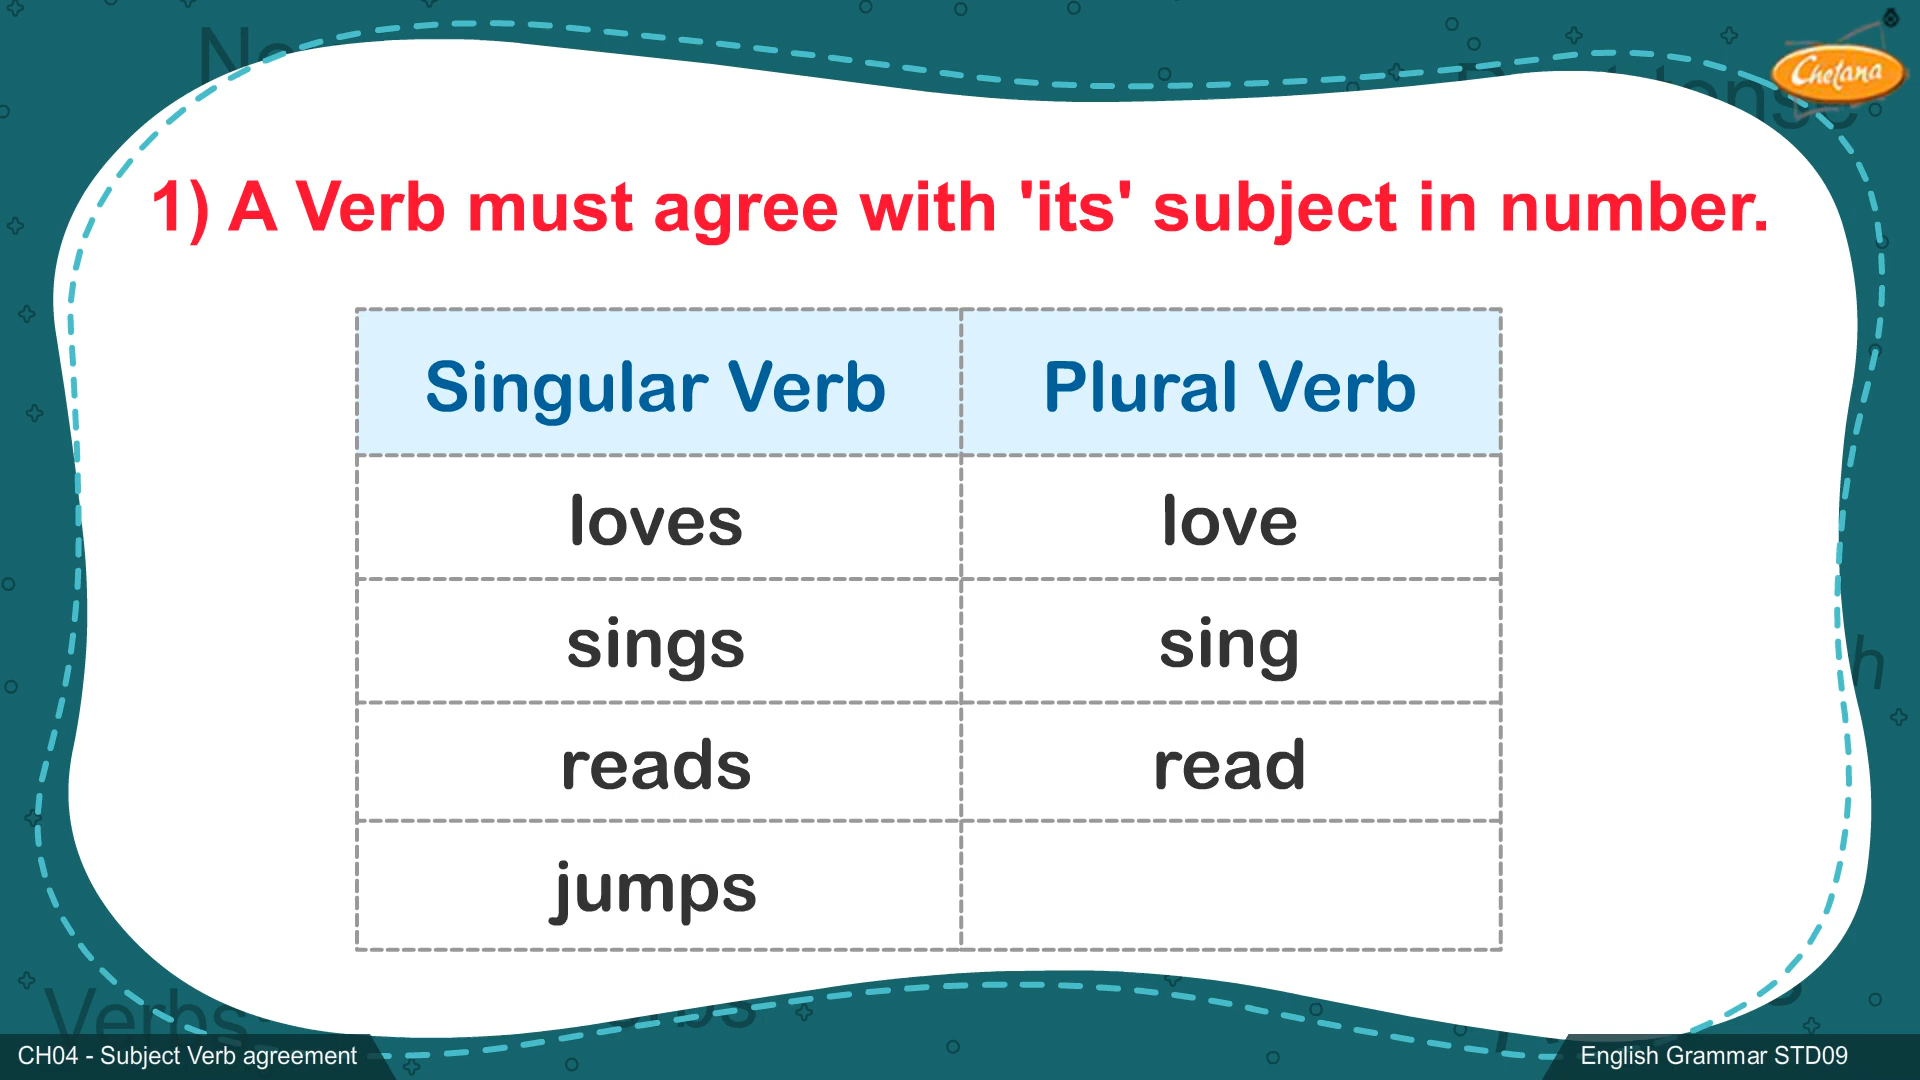 Chetana
1) A Verb must agree with 'its' subject in number.
Singular Verb Plural Verb
loves love
sings sing
reads read
jumps
Verbs
CH04 - Subject Verb agreement
English Grammar STD09